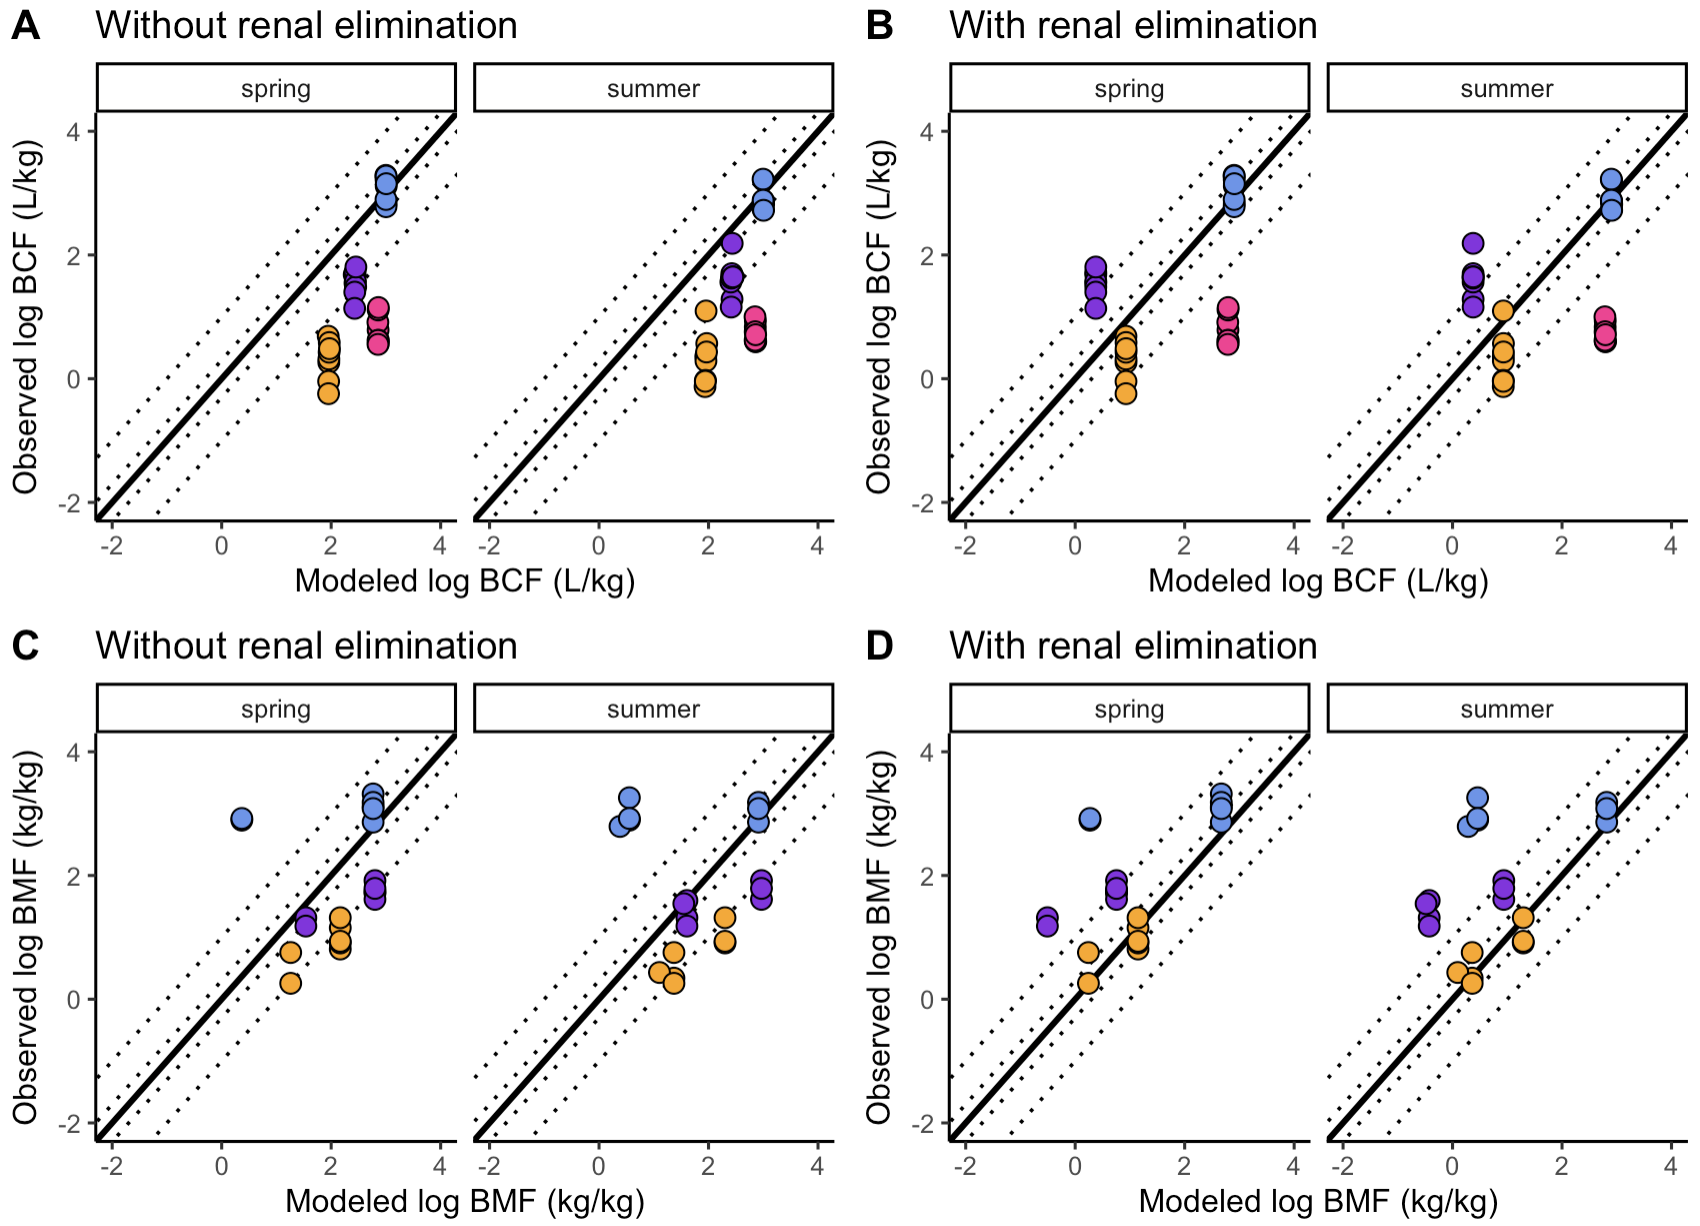 A Without renal elimination
B With renal elimination
spring summer spring summer
Observed log BCF (L/kg)
4
2
0
-2
-2 0 2 4 -2 0 2 4
Modeled log BCF (L/kg)
Observed log BCF (L/kg)
4
2
0
-2
-2 0 2 4 -2 0 2 4
Modeled log BCF (L/kg)
C Without renal elimination
D With renal elimination
spring summer spring summer
Observed log BMF (kg/kg)
4
2
0
-2
-2 0 2 4 -2 0 2 4
Modeled log BMF (kg/kg)
Observed log BMF (kg/kg)
4
2
0
-2
-2 0 2 4 -2 0 2 4
Modeled log BMF (kg/kg)